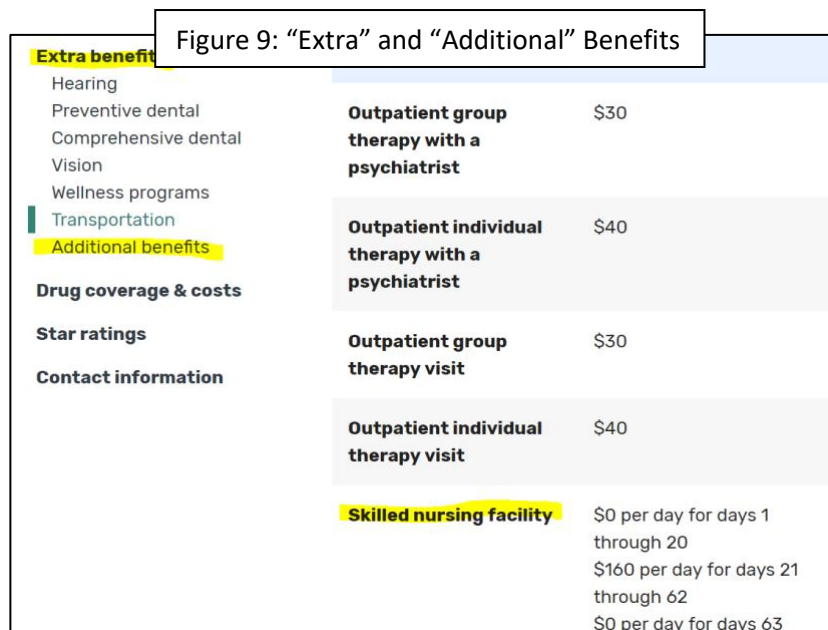 Figure 9: “Extra” and “Additional” Benefits
Extra benefit
Hearing
Preventive dental
Comprehensive dental
Vision
Wellness programs
Transportation
Additional benefits
Drug coverage & costs
Star ratings
Contact information
Outpatient group
therapy with a
psychiatrist
$30
Outpatient individual
therapy with a
psychiatrist
$40
Outpatient group
therapy visit
$30
Outpatient individual
therapy visit
$40
Skilled nursing facility
$0 per day for days 1
through 20
$160 per day for days 21
through 62
$0 per day for days 63